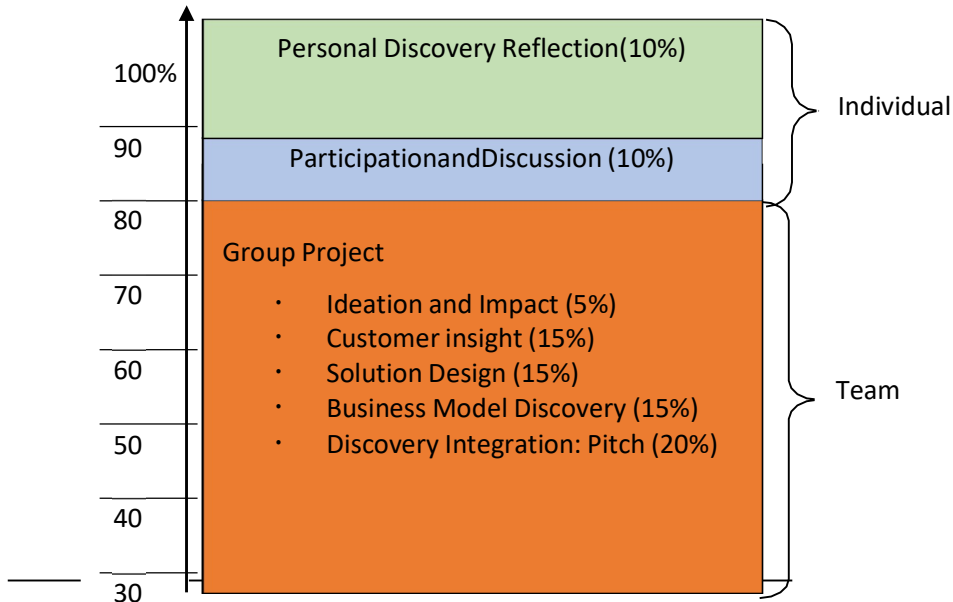 Personal Discovery Reflection(10%)
100%
Individual
90
ParticipationandDiscussion (10%)
80
Group Project
70
· Ideation and Impact (5%)
· Customer insight (15%)
60
· Solution Design (15%)
Team
· Business Model Discovery (15%)
50
· Discovery Integration: Pitch (20%)
40
30